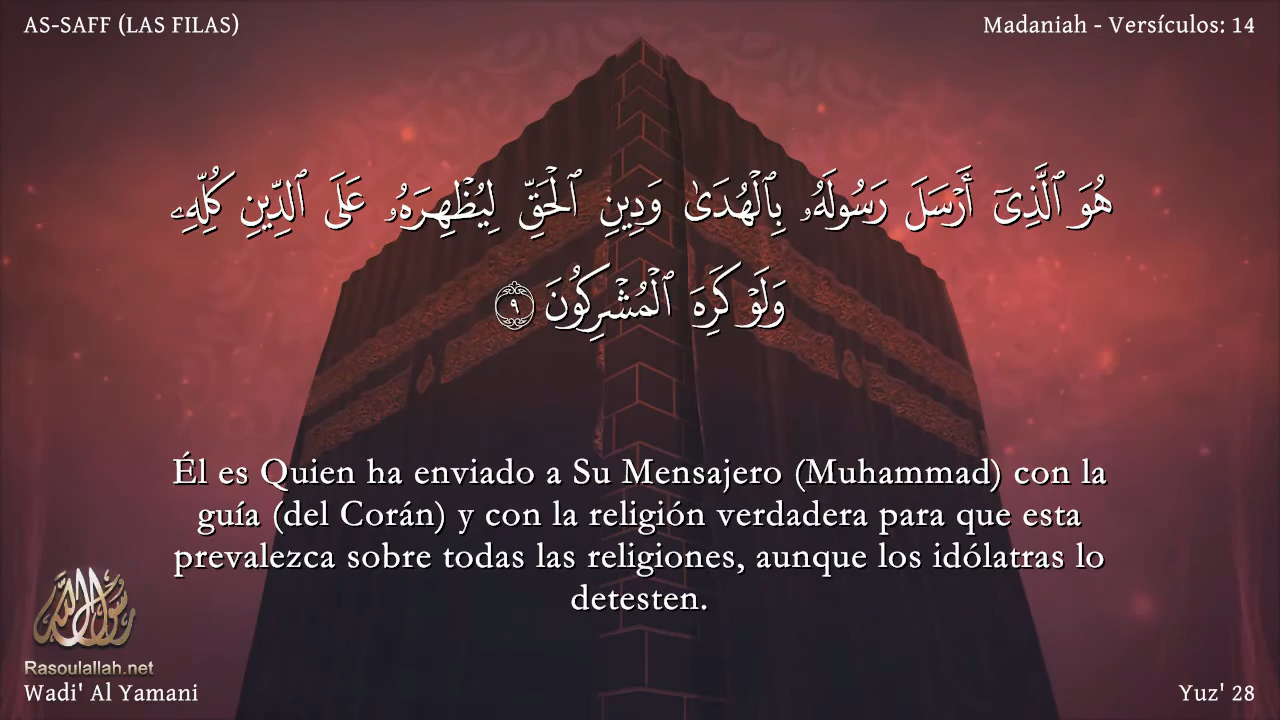 AS-SAFF (LAS FILAS)
Madaniah - Versículos: 14
هُوَ ٱلَّذِىٓ أَرْسَلَ رَسُولَهُۥ بِٱلْهُدَىٰ وَدِينِ ٱلْحَقِّ لِيُظْهِرَهُۥ عَلَى ٱلدِّينِ كُلِّهِۦ
وَلَوْ كَرِهَ ٱلْمُشْرِكُونَ ٩
Él es Quien ha enviado a Su Mensajero (Muhammad) con la
guía (del Corán) y con la religión verdadera para que esta
prevalezca sobre todas las religiones, aunque los idólatras lo
detesten.
رسول الله
Rasoulallah.net
Wadi' Al Yamani
Yuz' 28